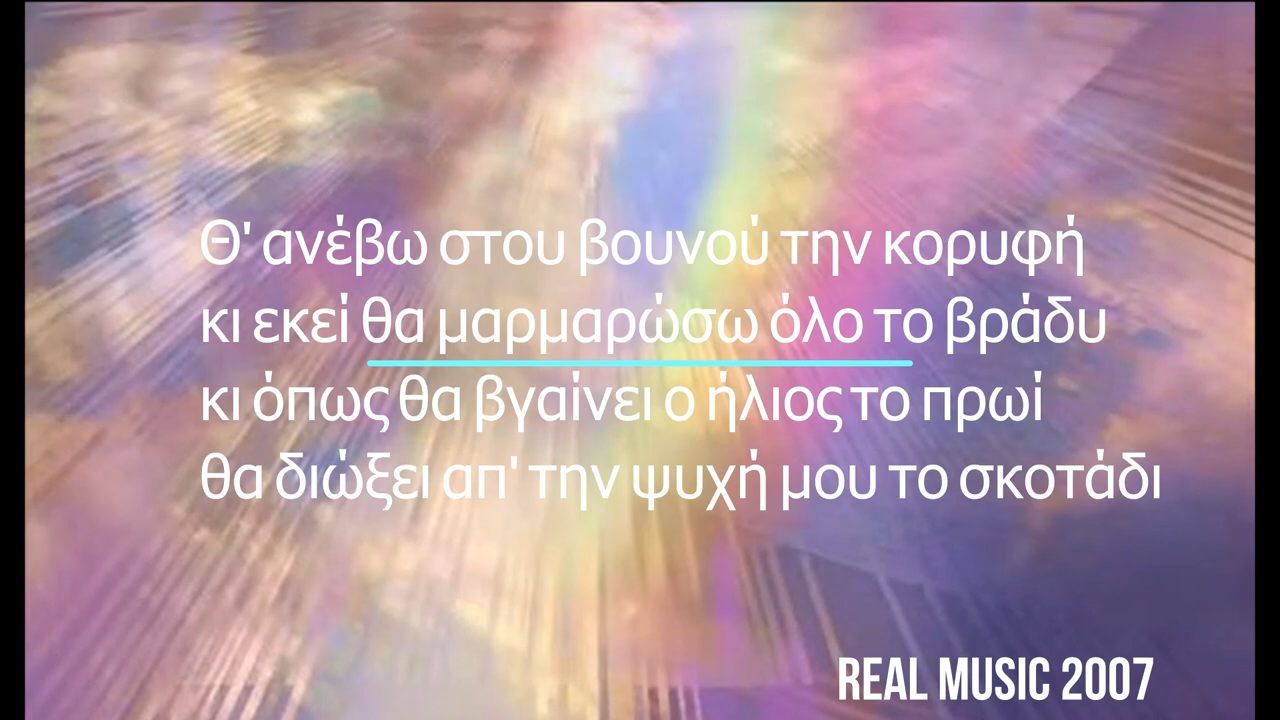 Θ' ανέβω στου βουνού την κορυφή
κι εκεί θα μαρμαρώσω όλο το βράδυ
κι όπως θα βγαίνει ο ήλιος το πρωί
θα διώξει απ' την ψυχή μου το σκοτάδι
REAL MUSIC 2007